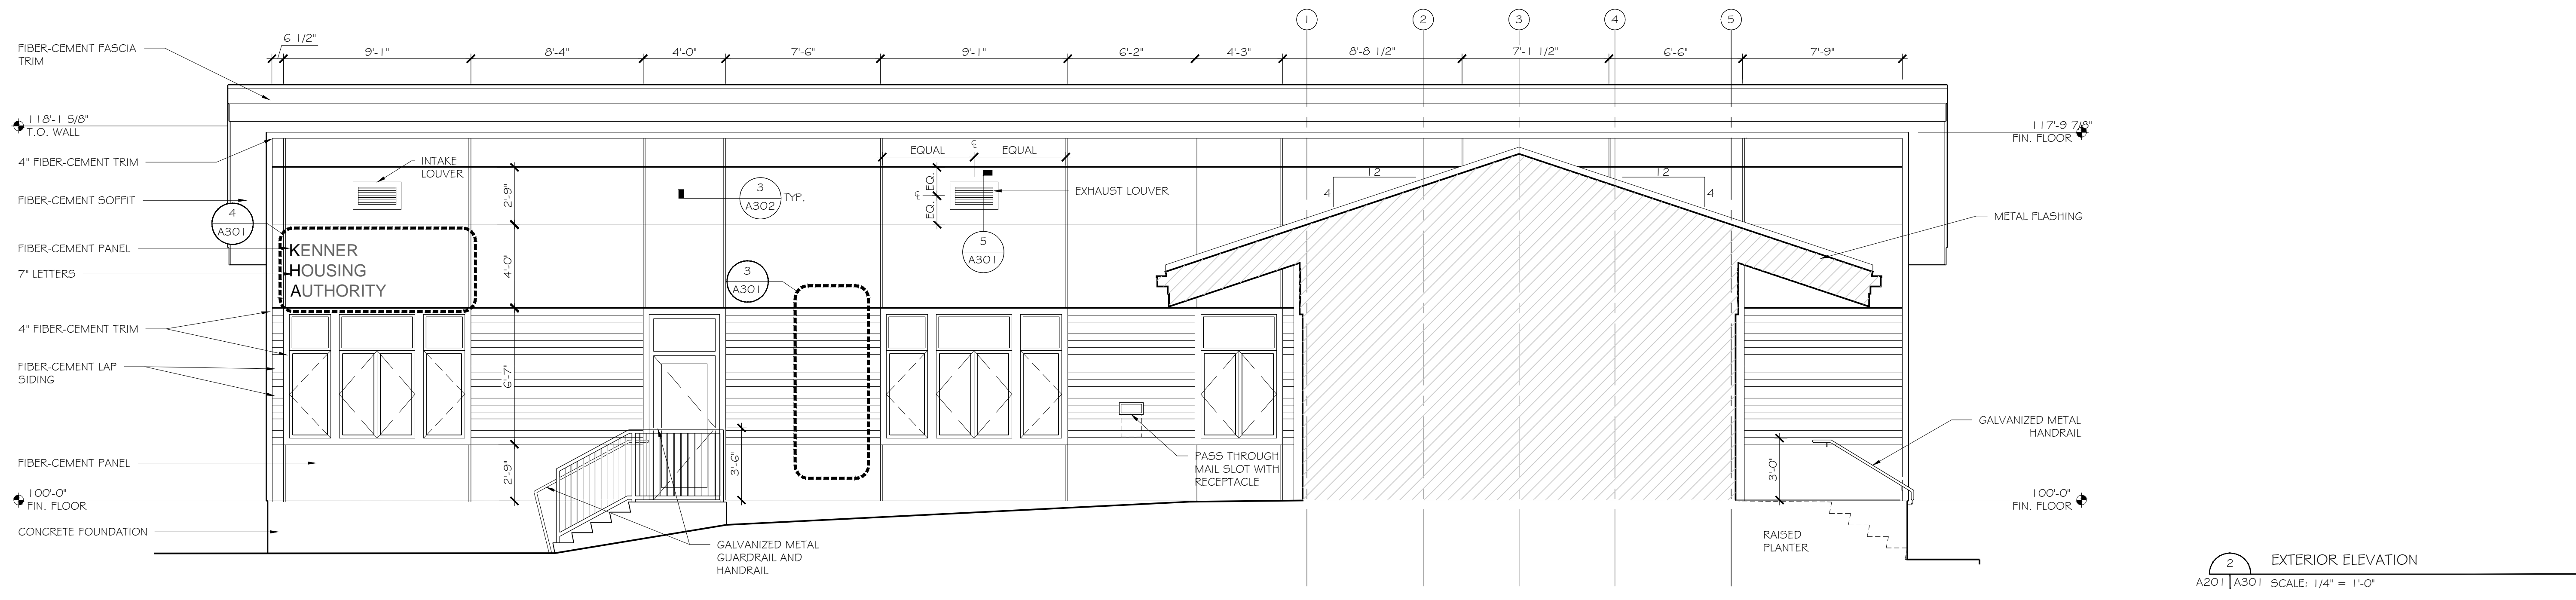 1 2 3 4 5
FIBER-CEMENT FASCIA
TRIM
6 1/2" 9'-1" 8'-4" 4'-0" 7'-6" 9'-1" 6'-2" 4'-3" 8'-8 1/2" 7'-1 1/2" 6'-6" 7'-9"
118'-1 5/8"
T.O. WALL
117'-9 7/8"
FIN. FLOOR
4" FIBER-CEMENT TRIM
INTAKE
LOUVER
EQUAL ℄ EQUAL
2'-9"
3
A302
TYP.
EQ.
℄
EQ.
EXHAUST LOUVER
12
4
12
4
FIBER-CEMENT SOFFIT
4
A301
METAL FLASHING
FIBER-CEMENT PANEL
KENNER
HOUSING
AUTHORITY
7" LETTERS
4'-0"
5
A301
3
A301
4" FIBER-CEMENT TRIM
FIBER-CEMENT LAP
SIDING
6'-7"
GALVANIZED METAL
HANDRAIL
FIBER-CEMENT PANEL
2'-9"
3'-6"
PASS THROUGH
MAIL SLOT WITH
RECEPTACLE
3'-0"
100'-0"
FIN. FLOOR
100'-0"
FIN. FLOOR
CONCRETE FOUNDATION
GALVANIZED METAL
GUARDRAIL AND
HANDRAIL
RAISED
PLANTER
2
EXTERIOR ELEVATION
A201 A301 SCALE: 1/4" = 1'-0"